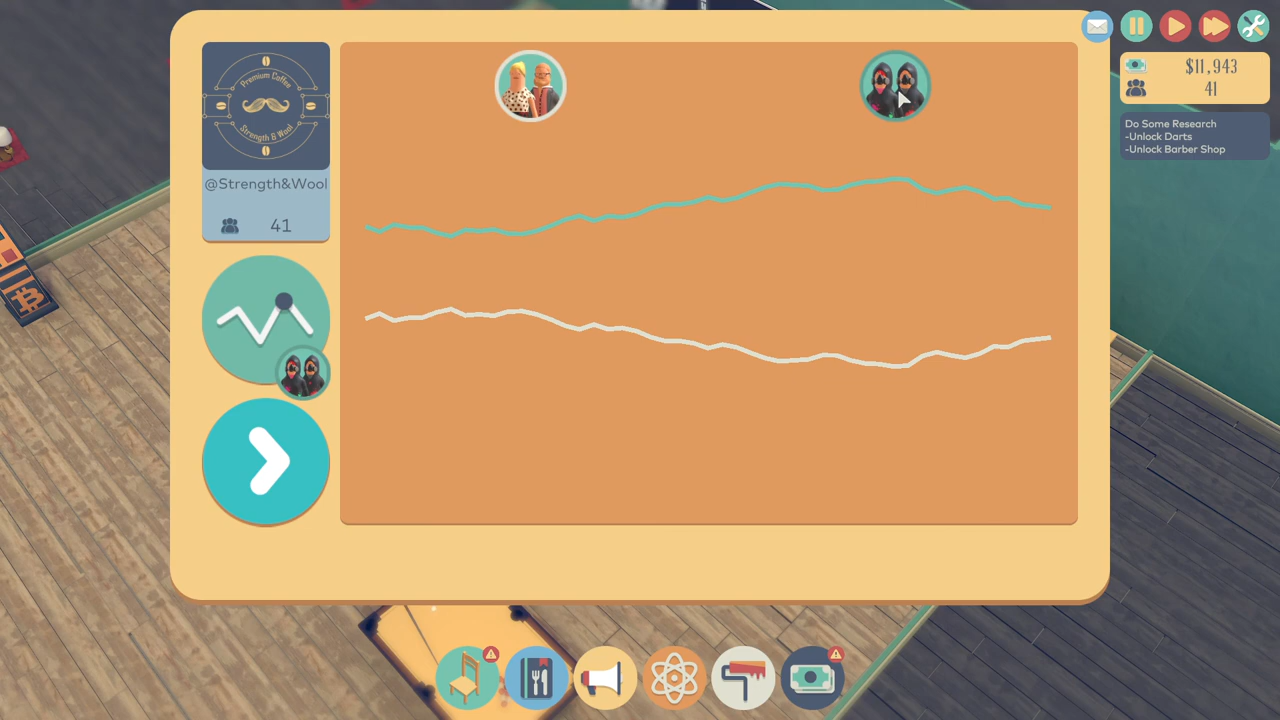 Premium Coffee
Strength & Wool
@Strength&Wool
41
$11,943
41
Do Some Research
-Unlock Darts
-Unlock Barber Shop